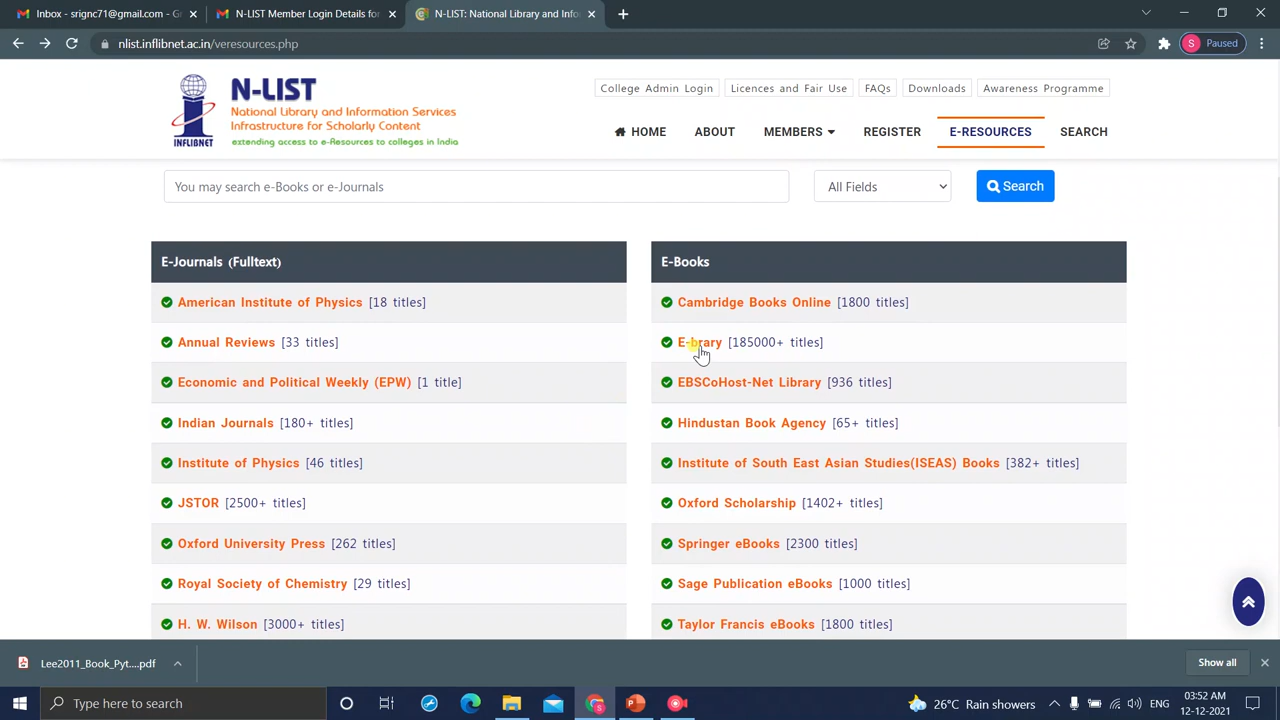 Inbox - srignc71@gmail.com - G
N-LIST Member Login Details for
N-LIST: National Library and Info
nlist.inflibnet.ac.in/veresources.php
S Paused
INFLIBNET
N-LIST
National Library and Information Services
Infrastructure for Scholarly Content
extending access to e-Resources to colleges in India
College Admin Login
Licences and Fair Use
FAQs
Downloads
Awareness Programme
HOME
ABOUT
MEMBERS
REGISTER
E-RESOURCES
SEARCH
You may search e-Books or e-Journals
All Fields
Search
E-Journals (Fulltext)
American Institute of Physics [18 titles]
Annual Reviews [33 titles]
Economic and Political Weekly (EPW) [1 title]
Indian Journals [180+ titles]
Institute of Physics [46 titles]
JSTOR [2500+ titles]
Oxford University Press [262 titles]
Royal Society of Chemistry [29 titles]
H. W. Wilson [3000+ titles]
E-Books
Cambridge Books Online [1800 titles]
E-brary [185000+ titles]
EBSCoHost-Net Library [936 titles]
Hindustan Book Agency [65+ titles]
Institute of South East Asian Studies(ISEAS) Books [382+ titles]
Oxford Scholarship [1402+ titles]
Springer eBooks [2300 titles]
Sage Publication eBooks [1000 titles]
Taylor Francis eBooks [1800 titles]
Lee2011_Book_Pyt....pdf
Show all
Type here to search
26°C Rain showers
ENG
03:52 AM
12-12-2021